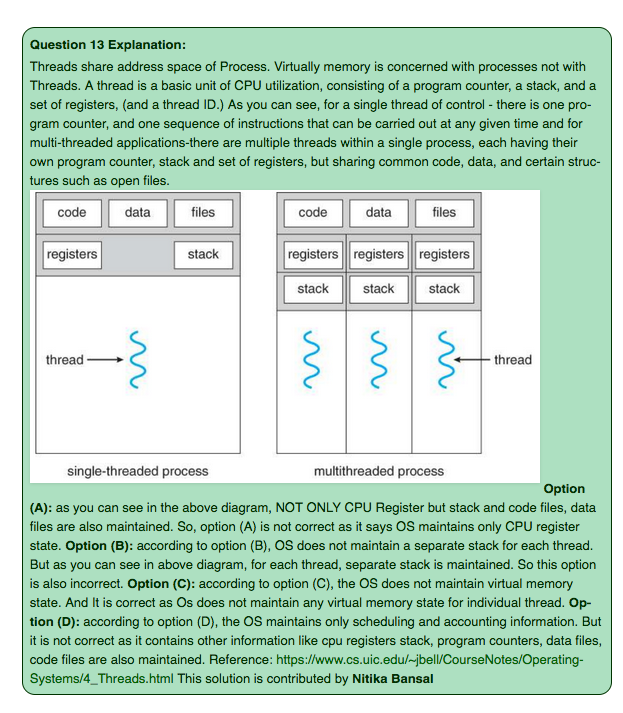 Question 13 Explanation:
Threads share address space of Process. Virtually memory is concerned with processes not with
Threads. A thread is a basic unit of CPU utilization, consisting of a program counter, a stack, and a
set of registers, (and a thread ID.) As you can see, for a single thread of control - there is one pro-
gram counter, and one sequence of instructions that can be carried out at any given time and for
multi-threaded applications-there are multiple threads within a single process, each having their
own program counter, stack and set of registers, but sharing common code, data, and certain struc-
tures such as open files.
code data files
registers stack
thread
single-threaded process
code data files
registers registers registers
stack stack stack
thread
multithreaded process
Option
(A): as you can see in the above diagram, NOT ONLY CPU Register but stack and code files, data
files are also maintained. So, option (A) is not correct as it says OS maintains only CPU register
state. Option (B): according to option (B), OS does not maintain a separate stack for each thread.
But as you can see in above diagram, for each thread, separate stack is maintained. So this option
is also incorrect. Option (C): according to option (C), the OS does not maintain virtual memory
state. And It is correct as Os does not maintain any virtual memory state for individual thread. Op-
tion (D): according to option (D), the OS maintains only scheduling and accounting information. But
it is not correct as it contains other information like cpu registers stack, program counters, data files,
code files are also maintained. Reference: https://www.cs.uic.edu/~jbell/CourseNotes/Operating-
Systems/4_Threads.html This solution is contributed by Nitika Bansal